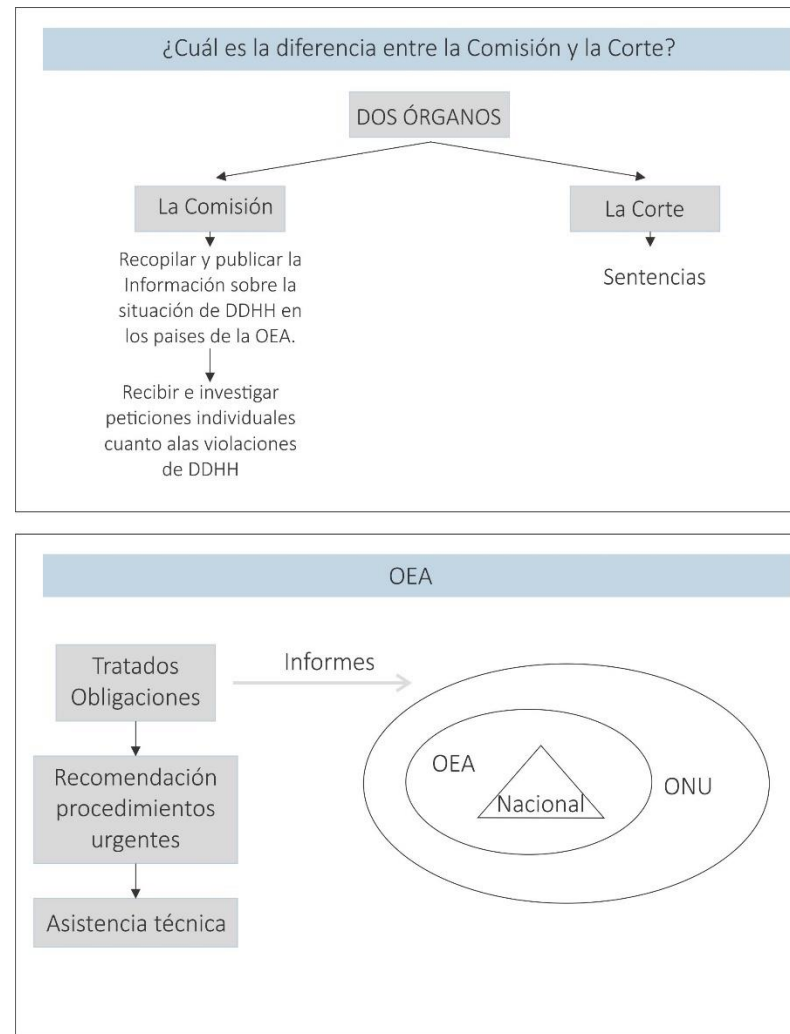 ¿Cuál es la diferencia entre la Comisión y la Corte?
DOS ÓRGANOS
La Comisión
Recopilar y publicar la
Información sobre la
situación de DDHH en
los paises de la OEA.
Recibir e investigar
peticiones individuales
cuanto alas violaciones
de DDHH
La Corte
Sentencias
OEA
Tratados
Obligaciones
Informes
Recomendación
procedimientos
urgentes
Asistencia técnica
OEA
Nacional
ONU